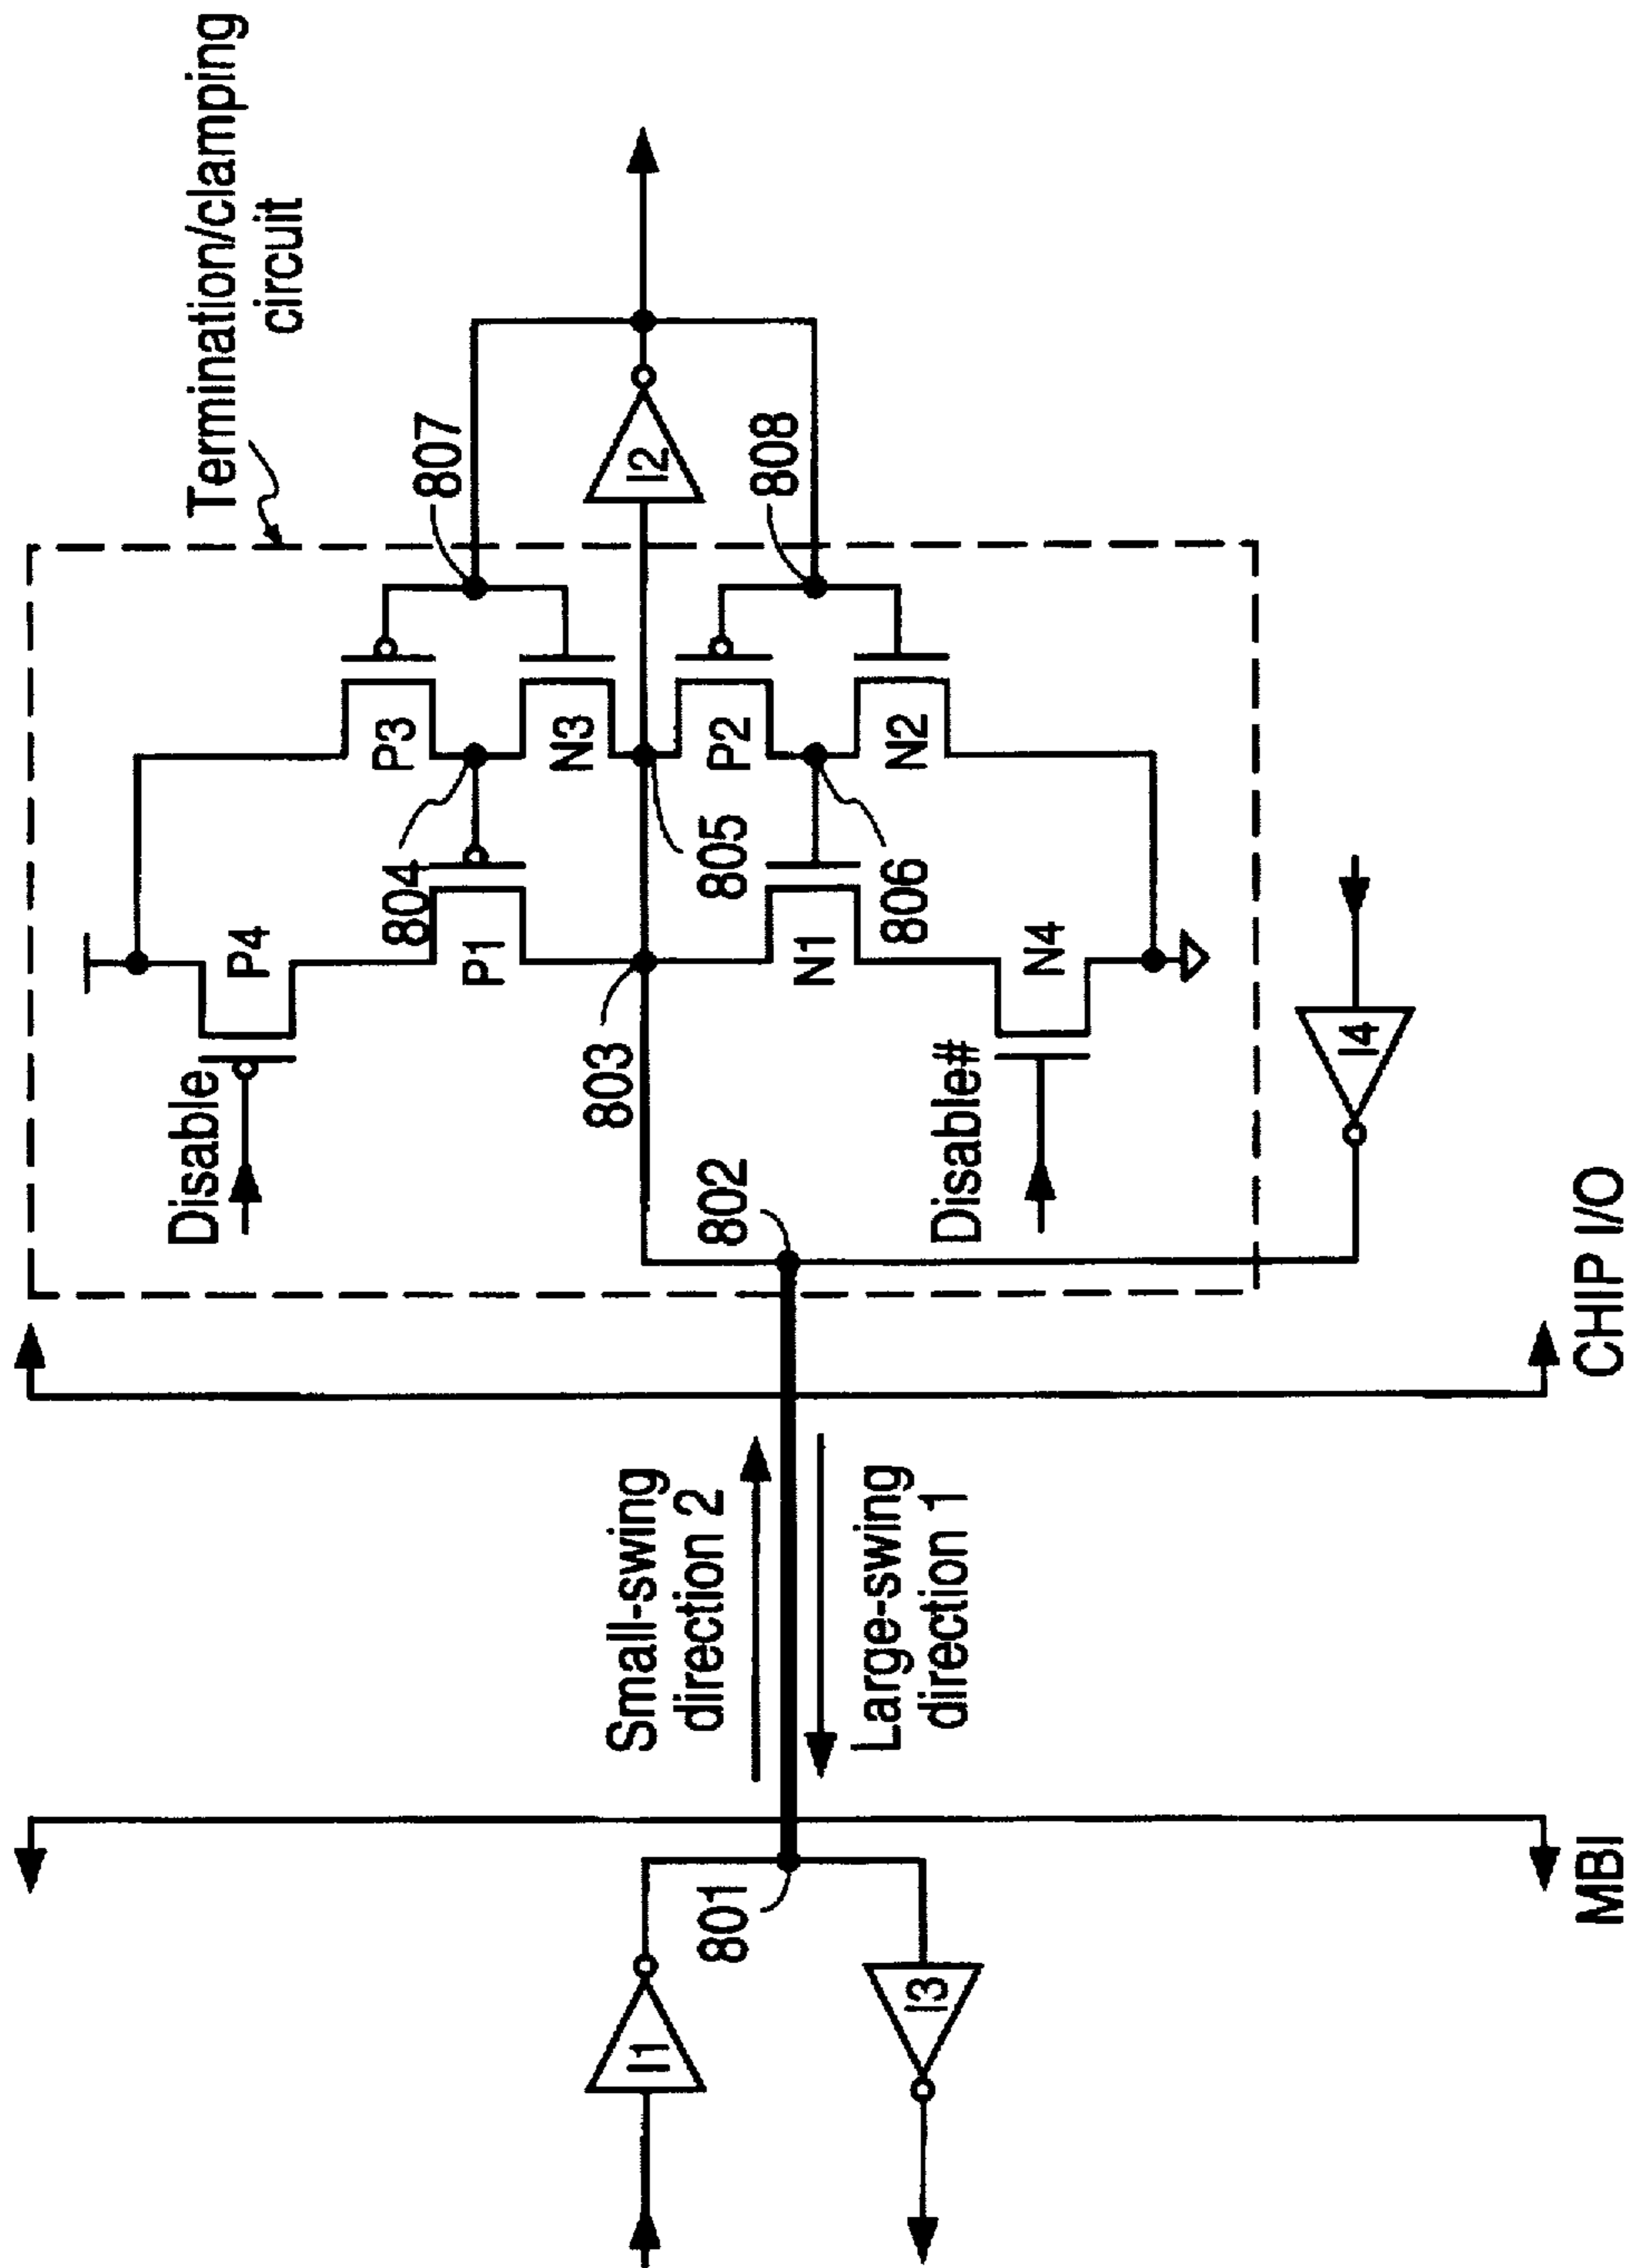 Termination/clamping
circuit
Disable
P4
P3
807
804
P1
N3
I2
803
805
802
P2
808
N1
N2
806
Disable#
N4
I4
CHIP I/O
Small-swing
direction 2
Large-swing
direction 1
I1
801
I3
MBI